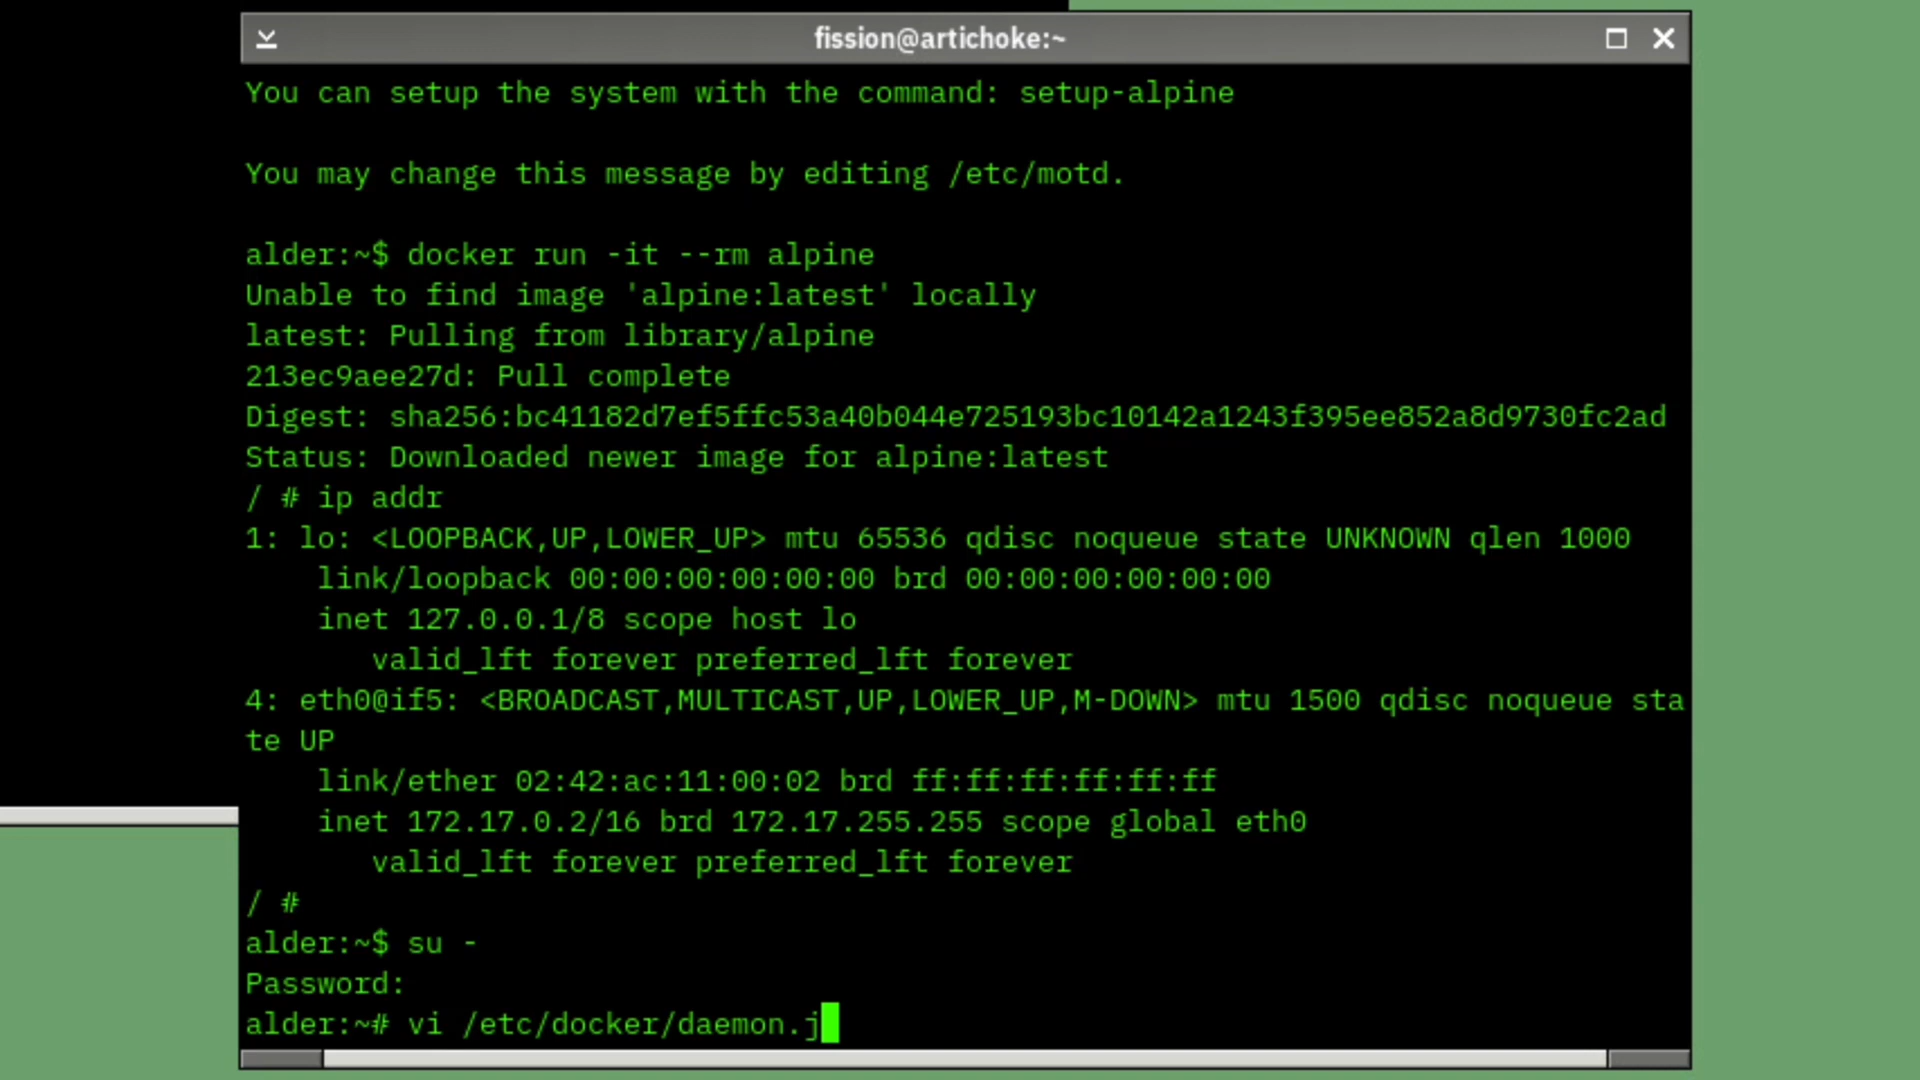 fission@artichoke:~
You can setup the system with the command: setup-alpine
You may change this message by editing /etc/motd.
alder:~$ docker run -it --rm alpine
Unable to find image 'alpine:latest' locally
latest: Pulling from library/alpine
213ec9aee27d: Pull complete
Digest: sha256:bc41182d7ef5ffc53a40b044e725193bc10142a1243f395ee852a8d9730fc2ad
Status: Downloaded newer image for alpine:latest
/ # ip addr
1: lo: <LOOPBACK,UP,LOWER_UP> mtu 65536 qdisc noqueue state UNKNOWN qlen 1000
    link/loopback 00:00:00:00:00:00 brd 00:00:00:00:00:00
    inet 127.0.0.1/8 scope host lo
       valid_lft forever preferred_lft forever
4: eth0@if5: <BROADCAST,MULTICAST,UP,LOWER_UP,M-DOWN> mtu 1500 qdisc noqueue sta
te UP
    link/ether 02:42:ac:11:00:02 brd ff:ff:ff:ff:ff:ff
    inet 172.17.0.2/16 brd 172.17.255.255 scope global eth0
       valid_lft forever preferred_lft forever
/ #
alder:~$ su -
Password:
alder:~# vi /etc/docker/daemon.j